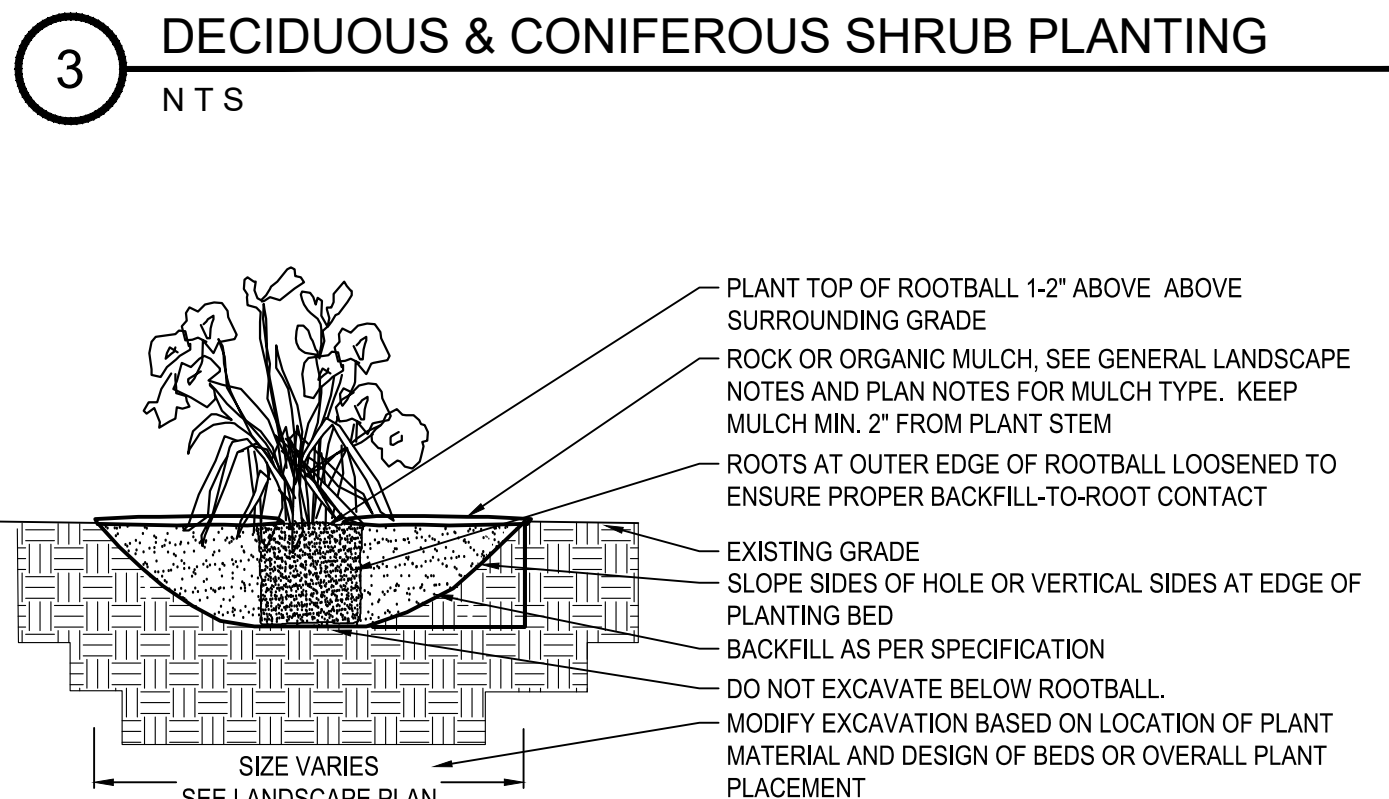 3
DECIDUOUS & CONIFEROUS SHRUB PLANTING
N T S
PLANT TOP OF ROOTBALL 1-2" ABOVE ABOVE
SURROUNDING GRADE
ROCK OR ORGANIC MULCH, SEE GENERAL LANDSCAPE
NOTES AND PLAN NOTES FOR MULCH TYPE. KEEP
MULCH MIN. 2" FROM PLANT STEM
ROOTS AT OUTER EDGE OF ROOTBALL LOOSENED TO
ENSURE PROPER BACKFILL-TO-ROOT CONTACT
EXISTING GRADE
SLOPE SIDES OF HOLE OR VERTICAL SIDES AT EDGE OF
PLANTING BED
BACKFILL AS PER SPECIFICATION
DO NOT EXCAVATE BELOW ROOTBALL.
MODIFY EXCAVATION BASED ON LOCATION OF PLANT
MATERIAL AND DESIGN OF BEDS OR OVERALL PLANT
PLACEMENT
SIZE VARIES
SEE LANDSCAPE PLAN